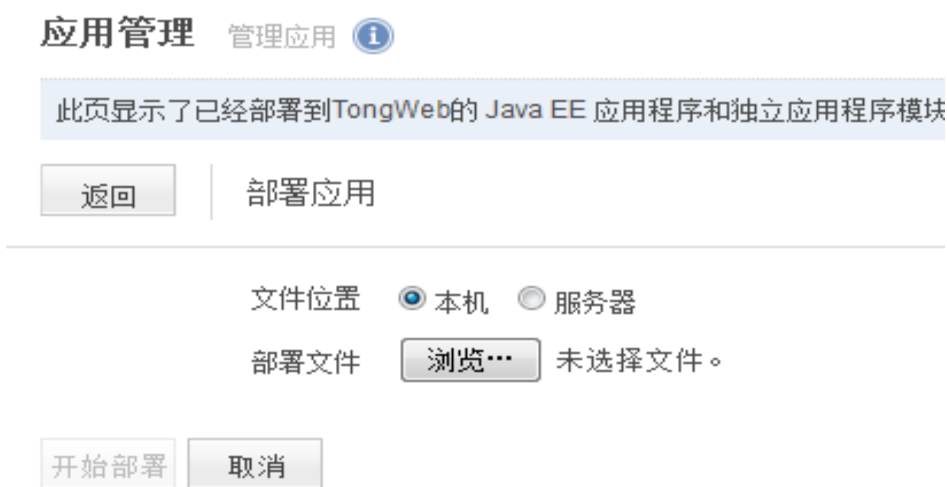 应用管理 管理应用
此页显示了已经部署到TongWeb的 Java EE 应用程序和独立应用程序模块
返回 部署应用
文件位置 本机 服务器
部署文件 浏览… 未选择文件。
开始部署 取消